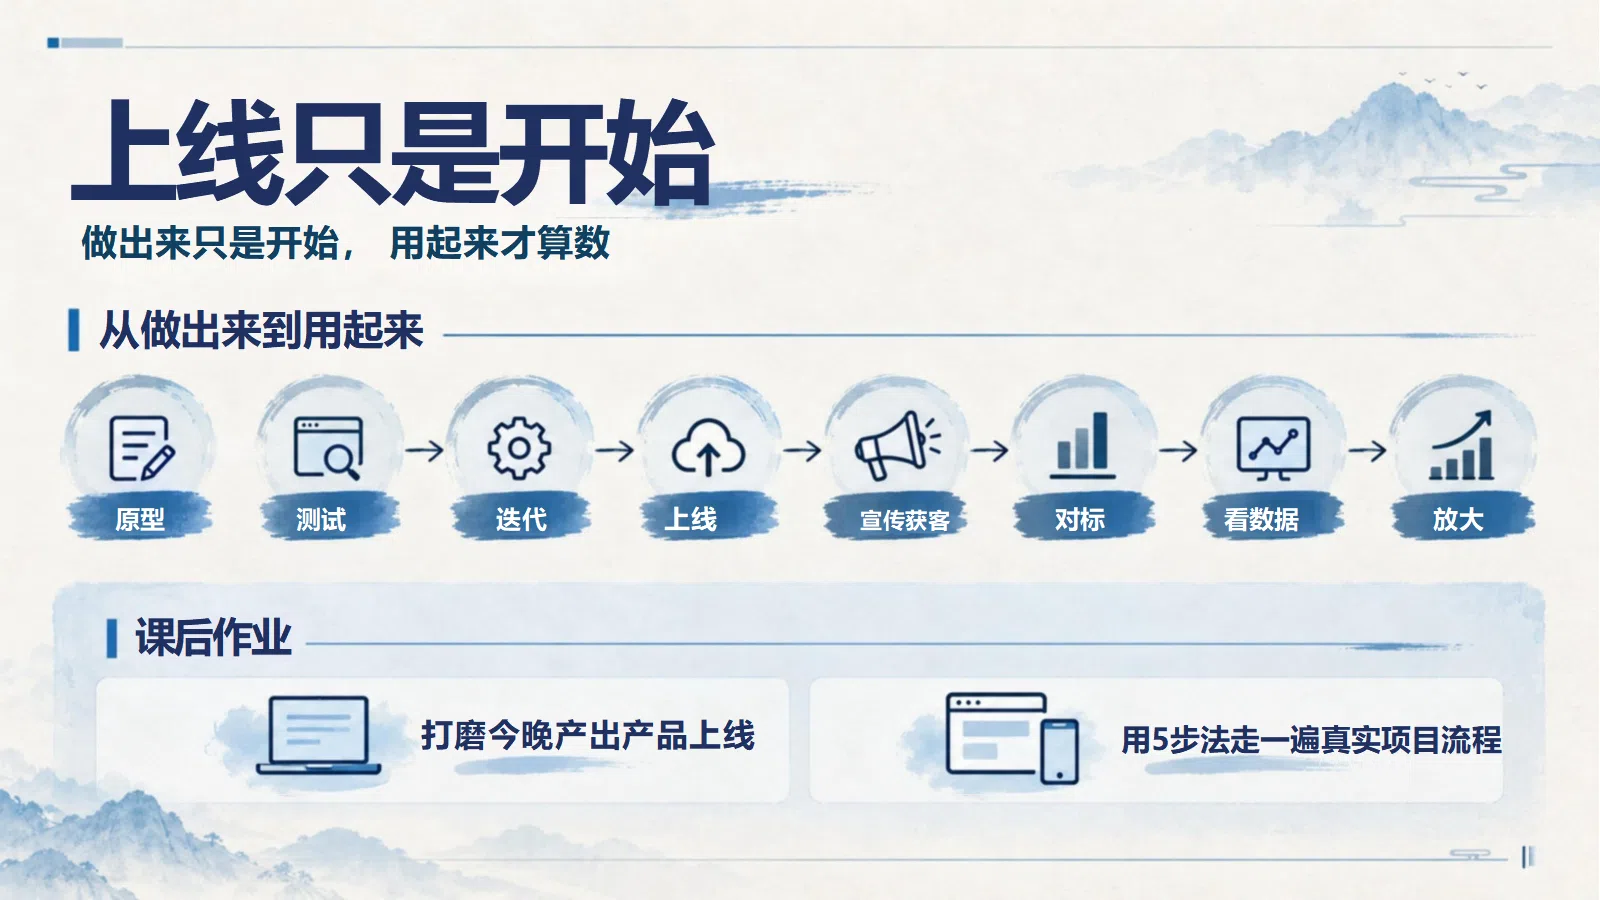 上线只是开始
做出来只是开始， 用起来才算数
从做出来到用起来
原型 测试 迭代 上线 宣传获客 对标 看数据 放大
课后作业
打磨今晚产出产品上线
用5步法走一遍真实项目流程